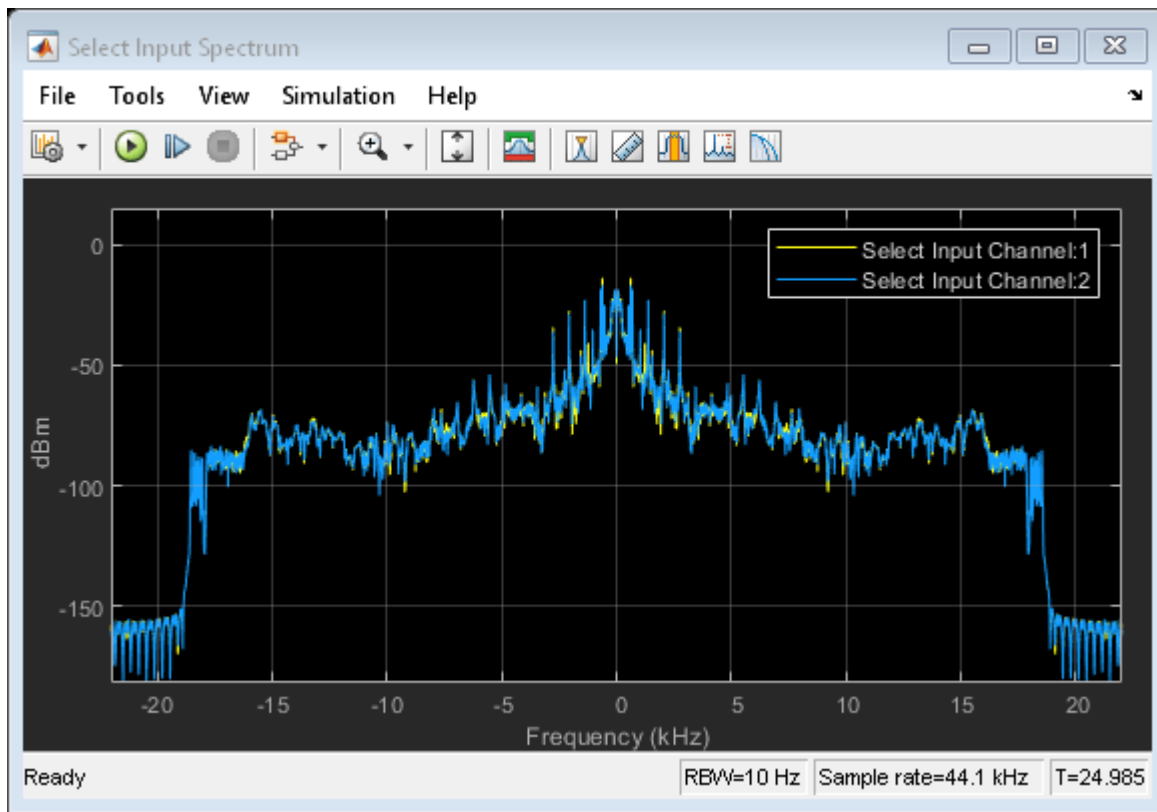 Select Input Spectrum
File Tools View Simulation Help
Select Input Channel:1
Select Input Channel:2
0
-50
-100
-150
dBm
-20 -15 -10 -5 0 5 10 15 20
Frequency (kHz)
Ready RBW=10 Hz Sample rate=44.1 kHz T=24.985